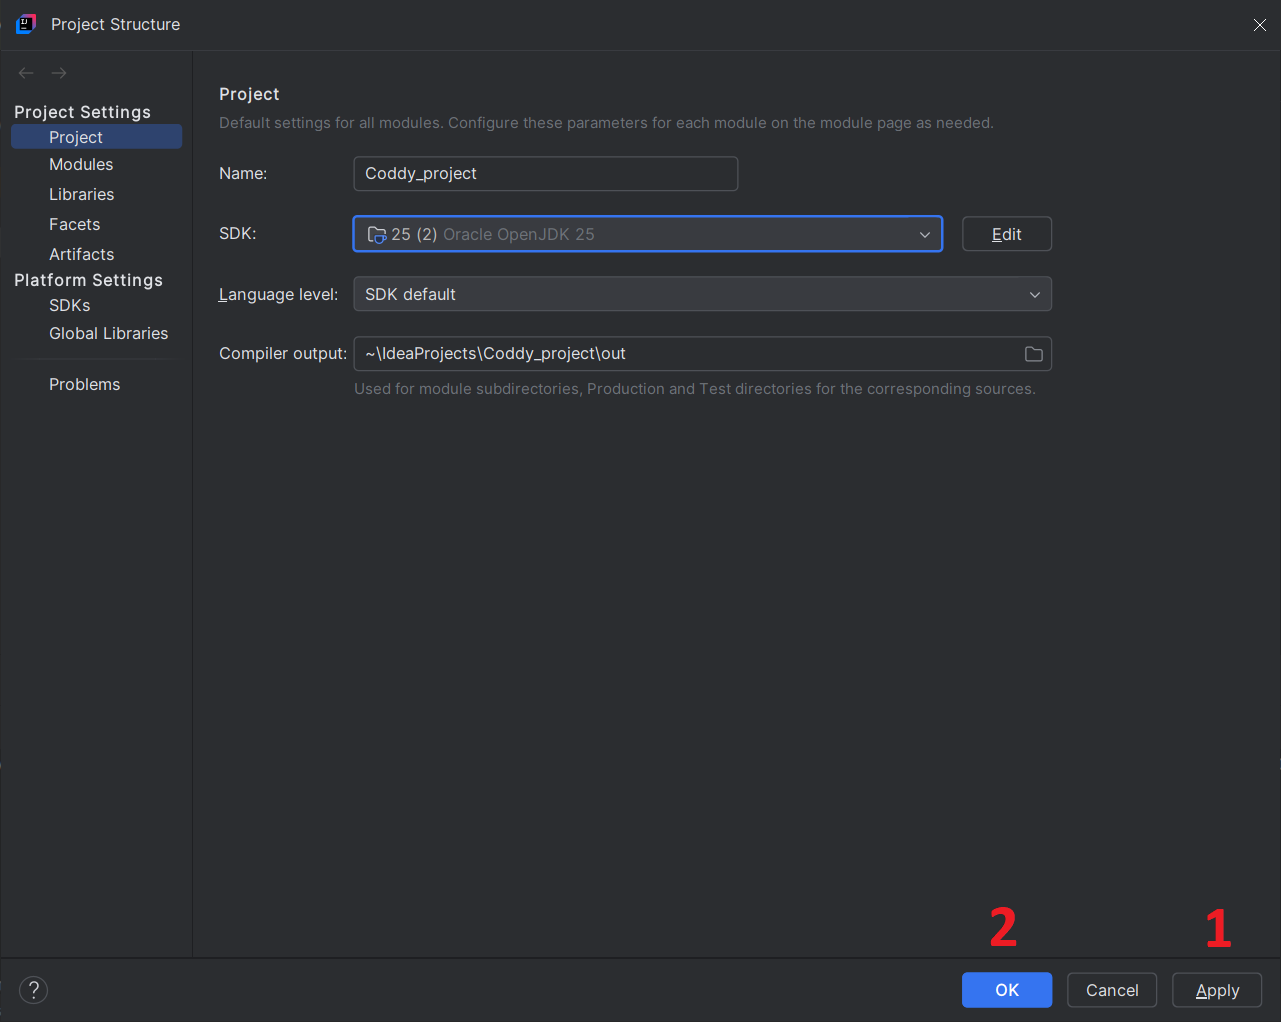 Project Structure
Project Settings
Project
Modules
Libraries
Facets
Artifacts
Platform Settings
SDKs
Global Libraries
Problems
Project
Default settings for all modules. Configure these parameters for each module on the module page as needed.
Name: Coddy_project
SDK: 25 (2) Oracle OpenJDK 25 Edit
Language level: SDK default
Compiler output: ~\IdeaProjects\Coddy_project\out
Used for module subdirectories, Production and Test directories for the corresponding sources.
2 1
? OK Cancel Apply